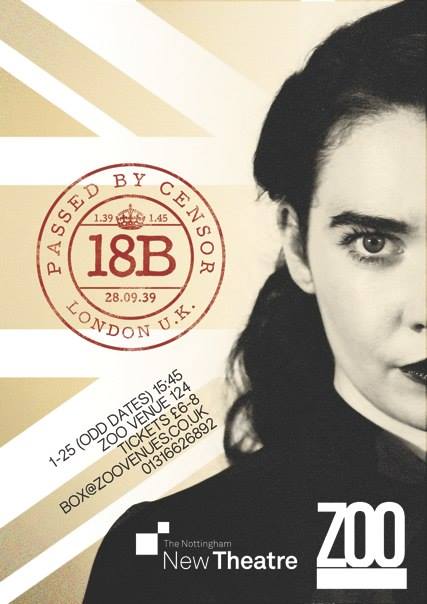 PASSED BY CENSOR
1.39 1.45
18B
28.09.39
LONDON U.K.
1-25 (ODD DATES) 15:45
ZOO VENUE 124
TICKETS £6-8
BOX@ZOOVENUES.CO.UK
01316626892
The Nottingham
New Theatre
ZOO